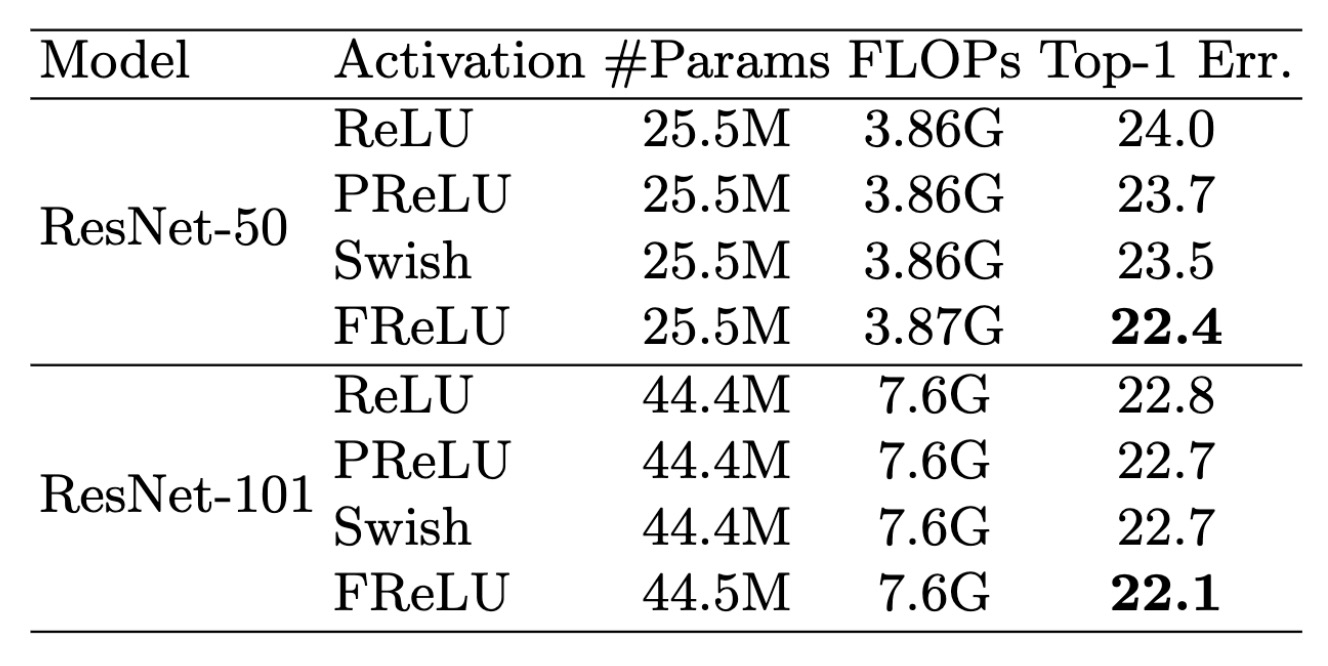 Model Activation #Params FLOPs Top-1 Err.
ReLU 25.5M 3.86G 24.0
PReLU 25.5M 3.86G 23.7
ResNet-50
Swish 25.5M 3.86G 23.5
FReLU 25.5M 3.87G 22.4
ReLU 44.4M 7.6G 22.8
PReLU 44.4M 7.6G 22.7
ResNet-101
Swish 44.4M 7.6G 22.7
FReLU 44.5M 7.6G 22.1